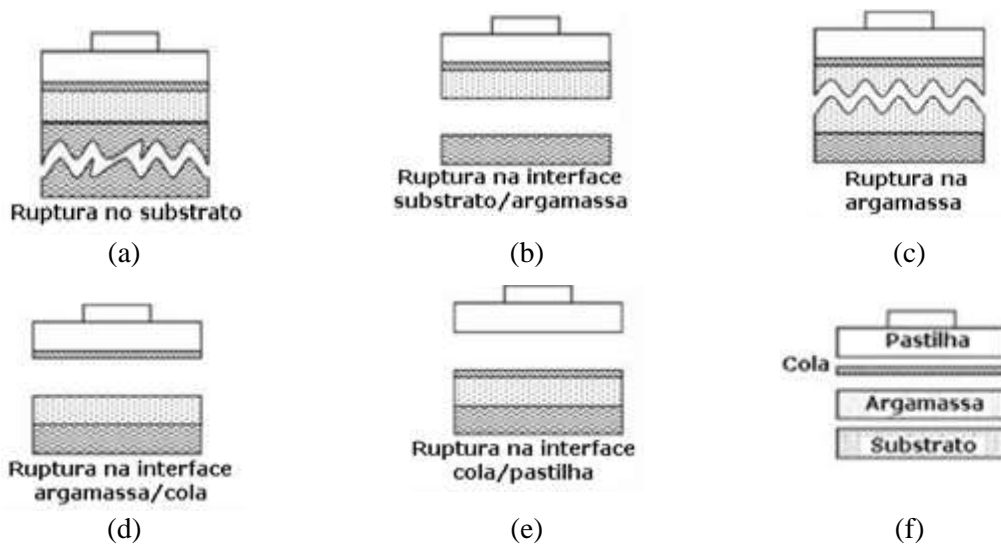 Ruptura no substrato
(a)
Ruptura na interface
substrato/argamassa
(b)
Ruptura na
argamassa
(c)
Ruptura na interface
argamassa/cola
(d)
Ruptura na interface
cola/pastilha
(e)
Pastilha
Cola
Argamassa
Substrato
(f)